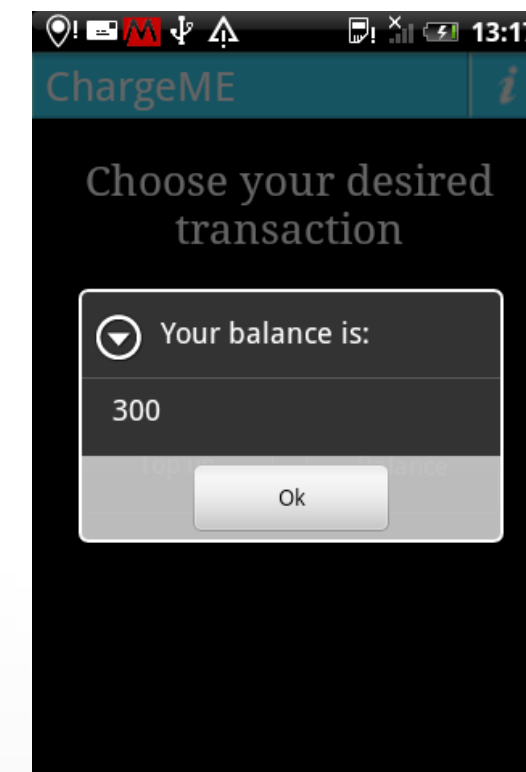 13:17
ChargeME
i
Choose your desired
transaction
Your balance is:
300
Ok